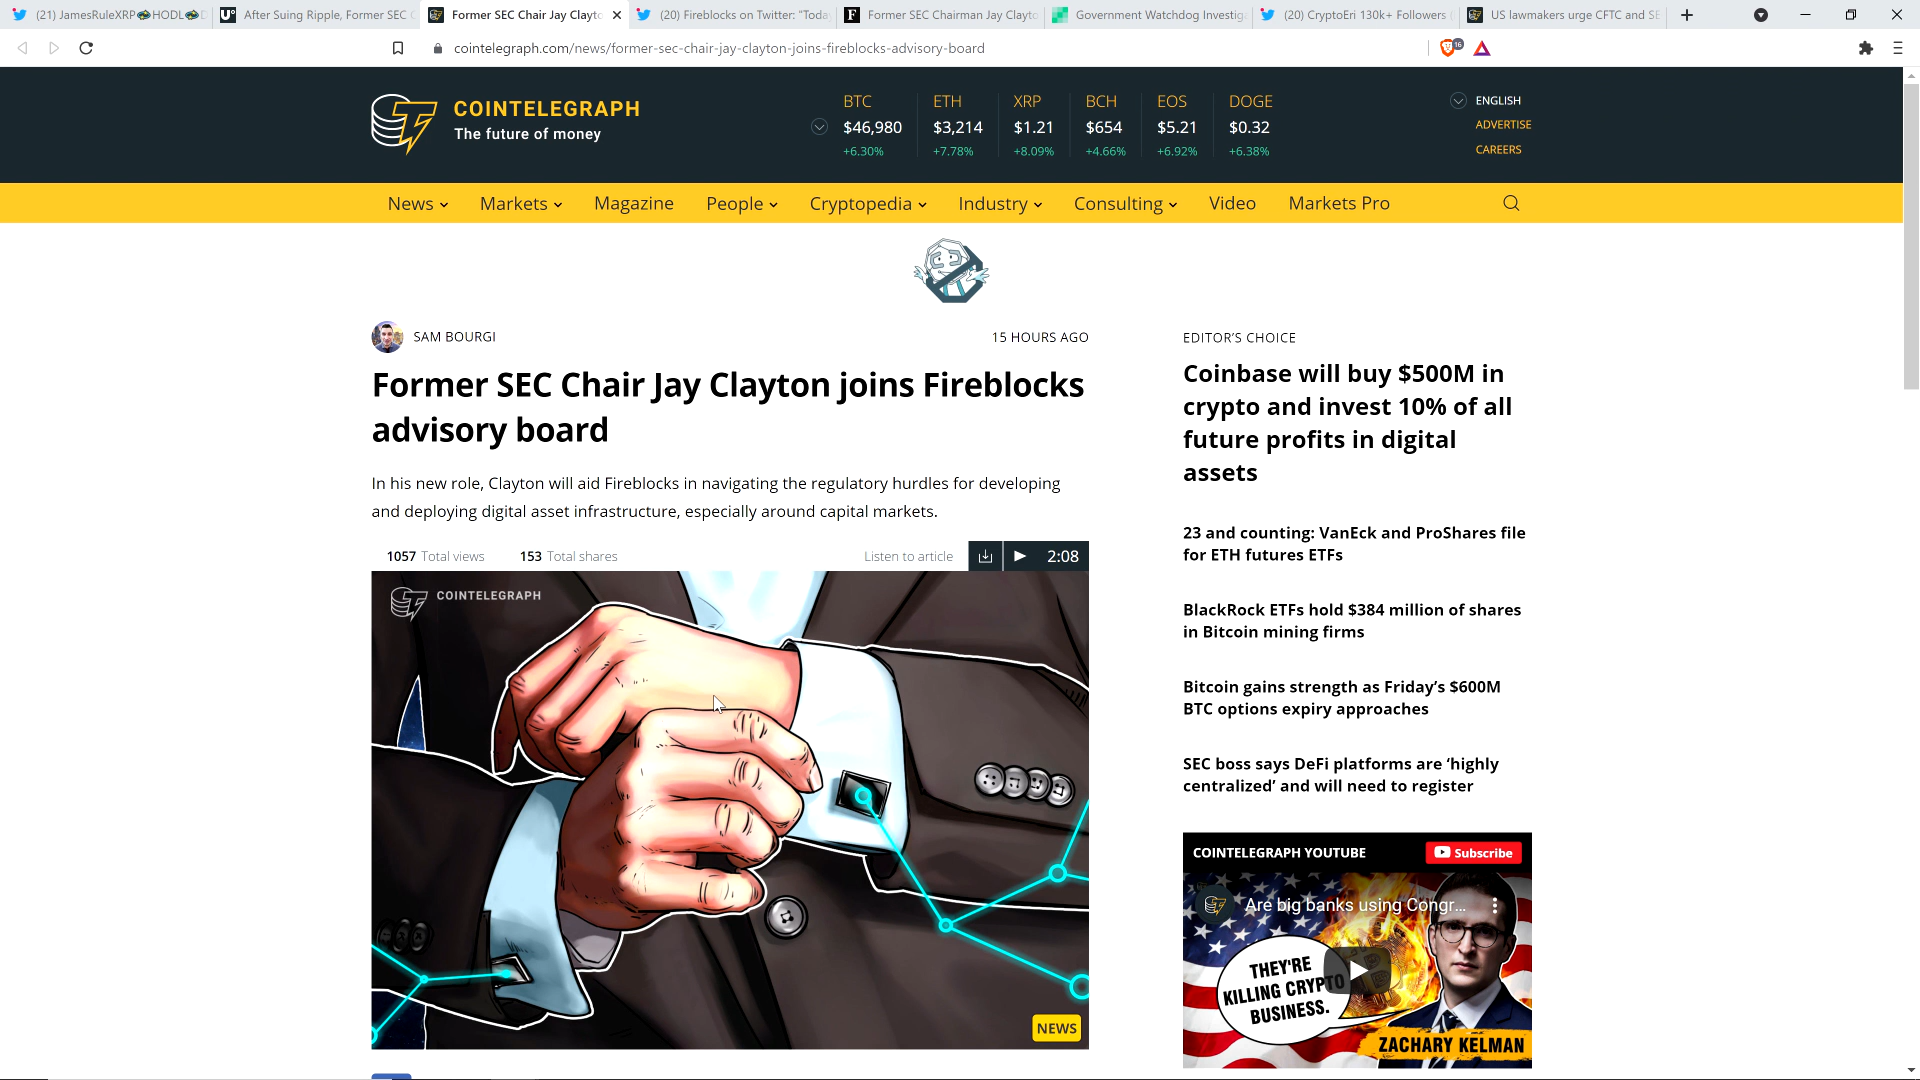 (21) JamesRuleXRP HODL
After Suing Ripple, Former SEC C
Former SEC Chair Jay Clayto
(20) Fireblocks on Twitter: "Toda
Former SEC Chairman Jay Clayto
Government Watchdog Investig
(20) CryptoEri 130k+ Followers
US lawmakers urge CFTC and SE
cointelegraph.com/news/former-sec-chair-jay-clayton-joins-fireblocks-advisory-board
16
COINTELEGRAPH
The future of money
BTC ETH XRP BCH EOS DOGE
$46,980 $3,214 $1.21 $654 $5.21 $0.32
+6.30% +7.78% +8.09% +4.66% +6.92% +6.38%
ENGLISH
ADVERTISE
CAREERS
News Markets Magazine People Cryptopedia Industry Consulting Video Markets Pro
SAM BOURGI
15 HOURS AGO
Former SEC Chair Jay Clayton joins Fireblocks
advisory board
In his new role, Clayton will aid Fireblocks in navigating the regulatory hurdles for developing
and deploying digital asset infrastructure, especially around capital markets.
1057 Total views 153 Total shares
Listen to article 2:08
COINTELEGRAPH
NEWS
EDITOR'S CHOICE
Coinbase will buy $500M in
crypto and invest 10% of all
future profits in digital
assets
23 and counting: VanEck and ProShares file
for ETH futures ETFs
BlackRock ETFs hold $384 million of shares
in Bitcoin mining firms
Bitcoin gains strength as Friday's $600M
BTC options expiry approaches
SEC boss says DeFi platforms are ‘highly
centralized’ and will need to register
COINTELEGRAPH YOUTUBE
Subscribe
Are big banks using Congr...
THEY'RE
KILLING CRYPTO
BUSINESS.
ZACHARY KELMAN